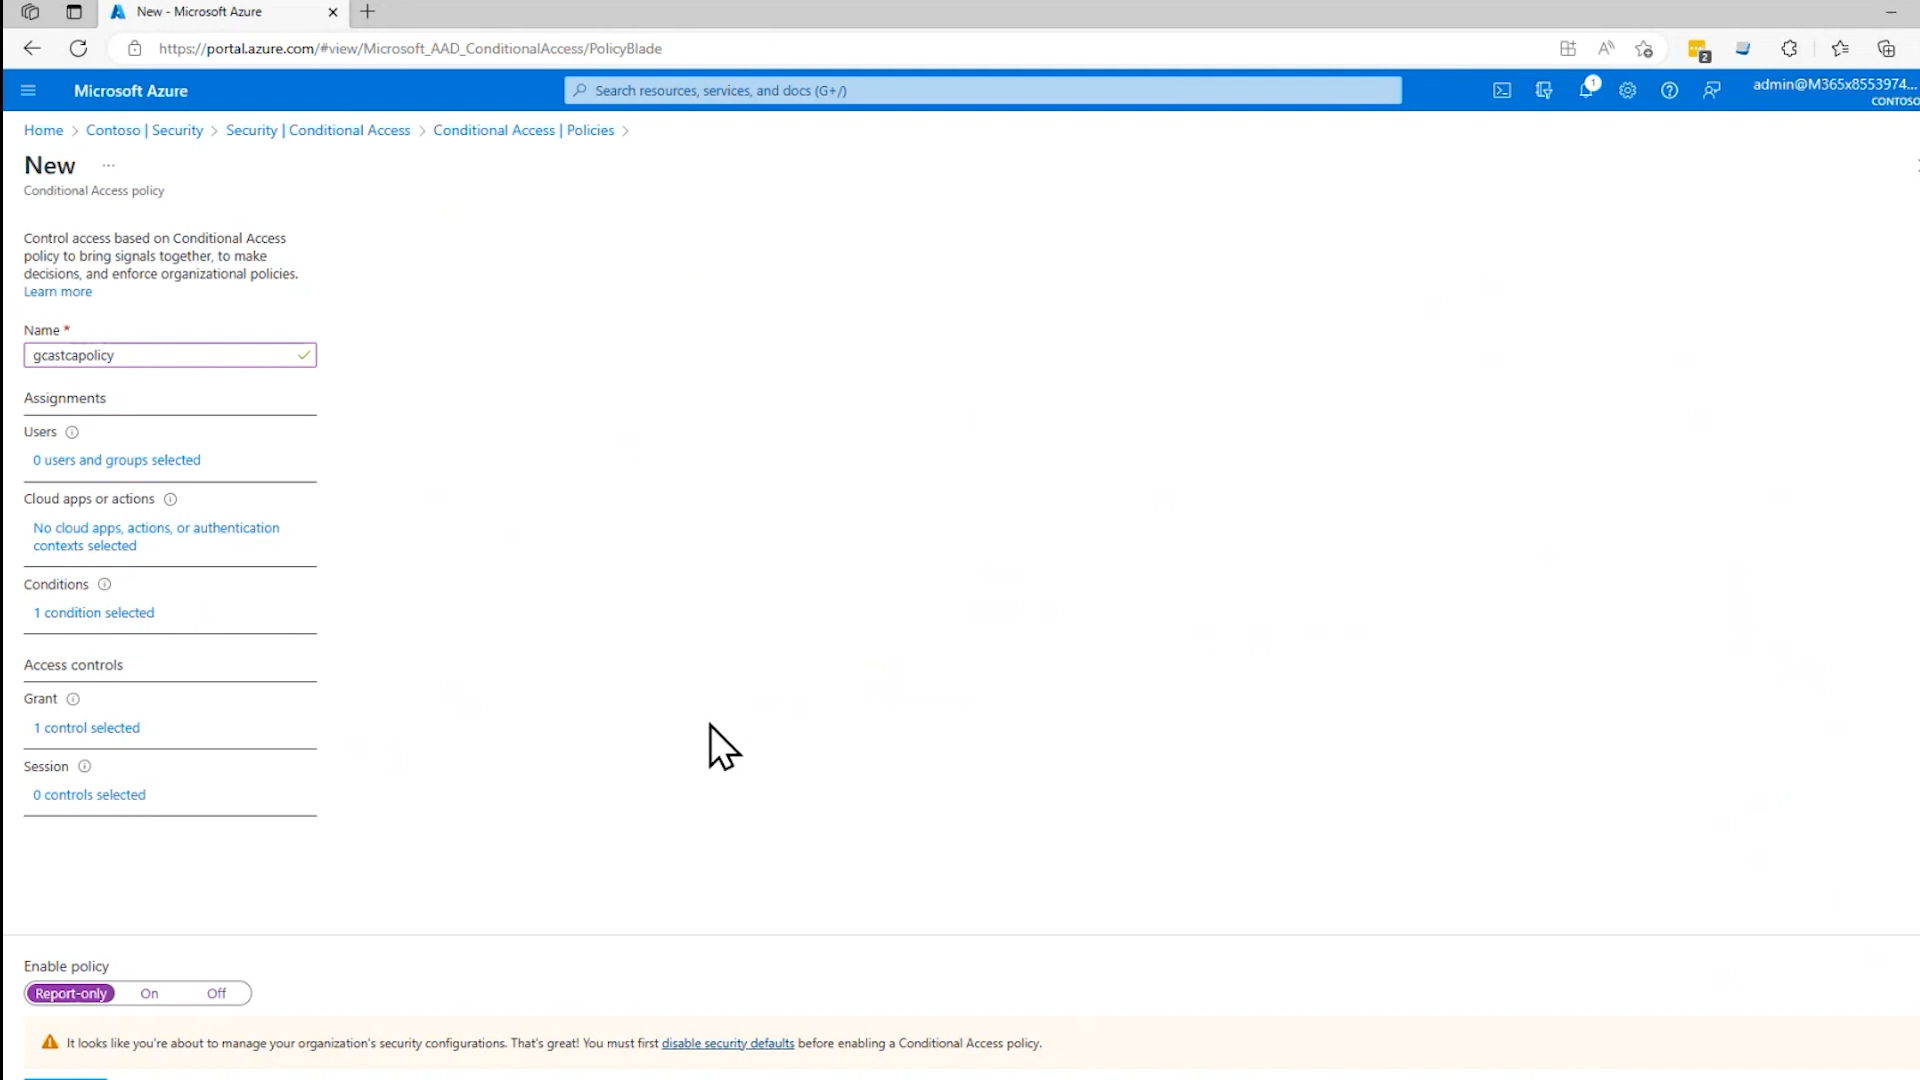 New - Microsoft Azure
https://portal.azure.com/#view/Microsoft_AAD_ConditionalAccess/PolicyBlade
2
Microsoft Azure
Search resources, services, and docs (G+/)
1
admin@M365x8553974...
CONTOSO
Home > Contoso | Security > Security | Conditional Access > Conditional Access | Policies >
New ...
Conditional Access policy
Control access based on Conditional Access
policy to bring signals together, to make
decisions, and enforce organizational policies.
Learn more
Name *
gcastcapolicy
Assignments
Users
0 users and groups selected
Cloud apps or actions
No cloud apps, actions, or authentication
contexts selected
Conditions
1 condition selected
Access controls
Grant
1 control selected
Session
0 controls selected
Enable policy
Report-only On Off
It looks like you're about to manage your organization's security configurations. That's great! You must first disable security defaults before enabling a Conditional Access policy.